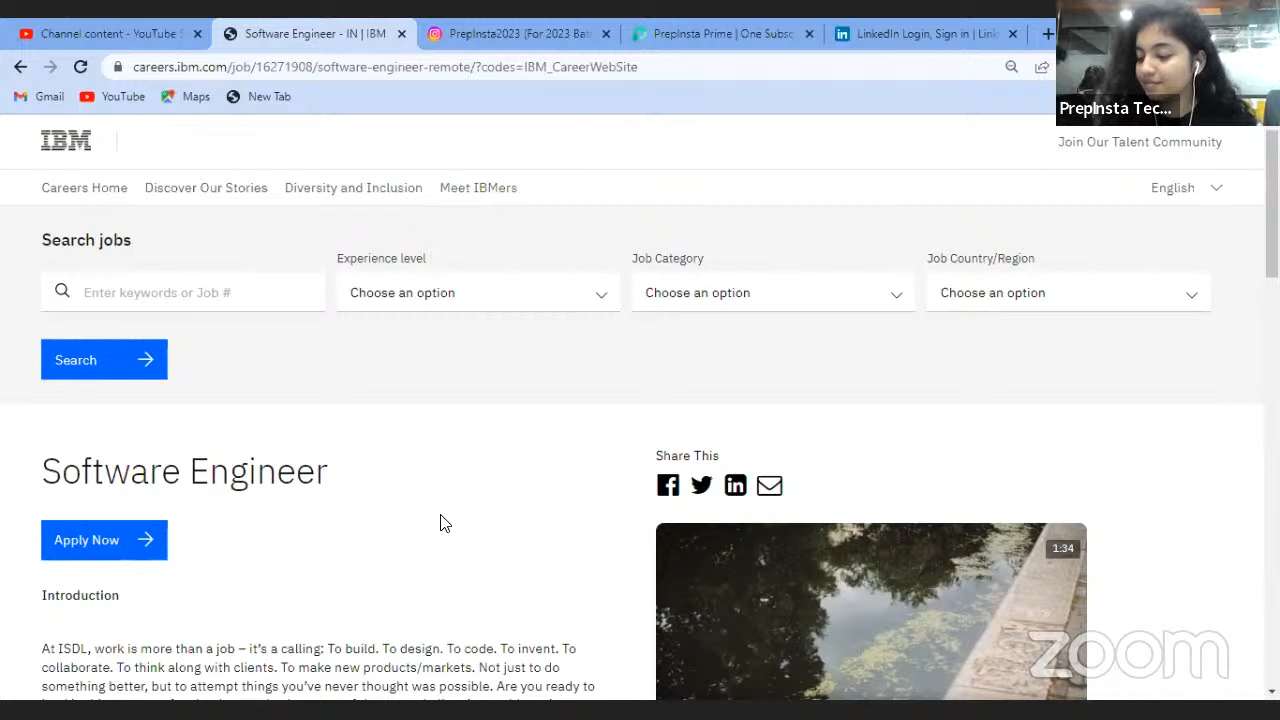 Channel content - YouTube S
Software Engineer - IN | IBM
PrepInsta2023
PrepInsta Prime | One Subsc
LinkedIn Login, Sign in | Link
careers.ibm.com/job/16271908/software-engineer-remote/?codes=IBM_CareerWebSite
Gmail
YouTube
Maps
New Tab
PrepInsta Tec...
IBM
Join Our Talent Community
Careers Home
Discover Our Stories
Diversity and Inclusion
Meet IBMers
English
Search jobs
Experience level
Job Category
Job Country/Region
Enter keywords or Job #
Choose an option
Choose an option
Choose an option
Search
Software Engineer
Share This
Apply Now
1:34
Introduction
At ISDL, work is more than a job – it's a calling: To build. To design. To code. To invent. To
collaborate. To think along with clients. To make new products/markets. Not just to do
something better, but to attempt things you've never thought was possible. Are you ready to
zoom